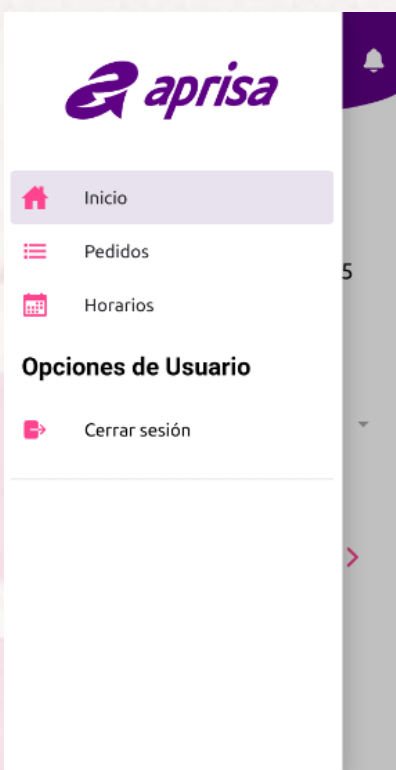 aprisa
Inicio
Pedidos
5
Horarios
Opciones de Usuario
Cerrar sesión